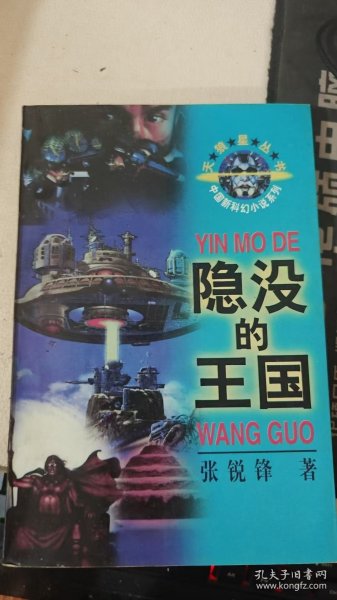 天狼星丛书
中国新科幻小说系列
YIN MO DE
隐没
的
王国
WANG GUO
张锐锋 著
孔夫子旧书网
www.kongfz.com